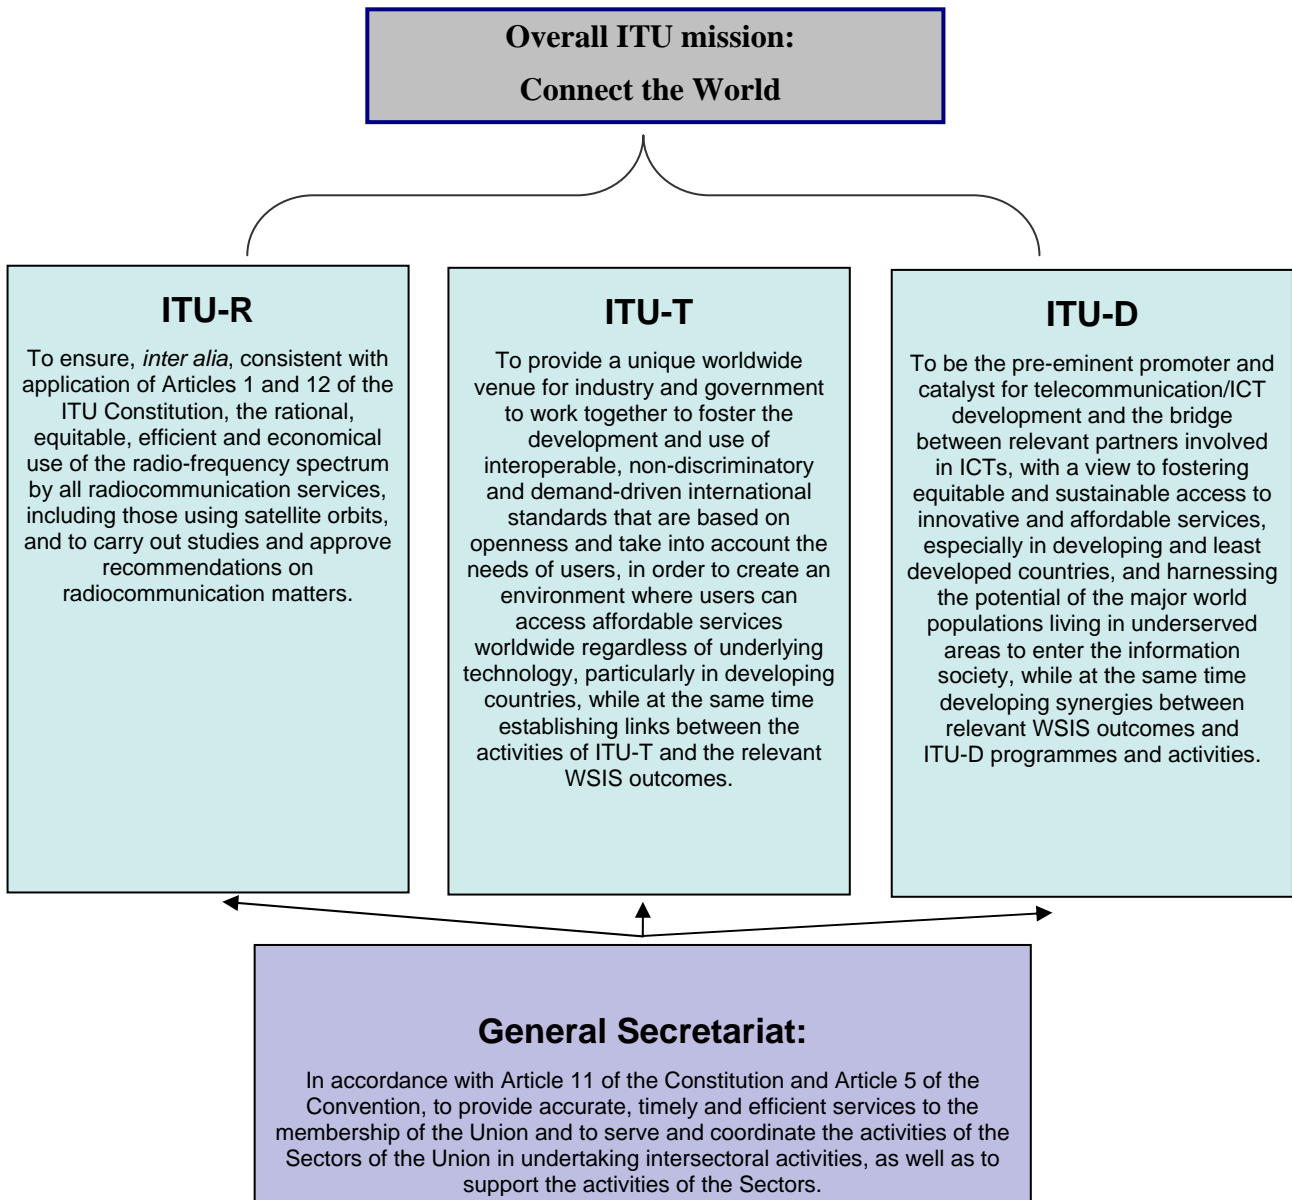 Overall ITU mission:
Connect the World
ITU-R
To ensure, inter alia, consistent with
application of Articles 1 and 12 of the
ITU Constitution, the rational,
equitable, efficient and economical
use of the radio-frequency spectrum
by all radiocommunication services,
including those using satellite orbits,
and to carry out studies and approve
recommendations on
radiocommunication matters.
ITU-T
To provide a unique worldwide
venue for industry and government
to work together to foster the
development and use of
interoperable, non-discriminatory
and demand-driven international
standards that are based on
openness and take into account the
needs of users, in order to create an
environment where users can
access affordable services
worldwide regardless of underlying
technology, particularly in developing
countries, while at the same time
establishing links between the
activities of ITU-T and the relevant
WSIS outcomes.
ITU-D
To be the pre-eminent promoter and
catalyst for telecommunication/ICT
development and the bridge
between relevant partners involved
in ICTs, with a view to fostering
equitable and sustainable access to
innovative and affordable services,
especially in developing and least
developed countries, and harnessing
the potential of the major world
populations living in underserved
areas to enter the information
society, while at the same time
developing synergies between
relevant WSIS outcomes and
ITU-D programmes and activities.
General Secretariat:
In accordance with Article 11 of the Constitution and Article 5 of the
Convention, to provide accurate, timely and efficient services to the
membership of the Union and to serve and coordinate the activities of the
Sectors of the Union in undertaking intersectoral activities, as well as to
support the activities of the Sectors.